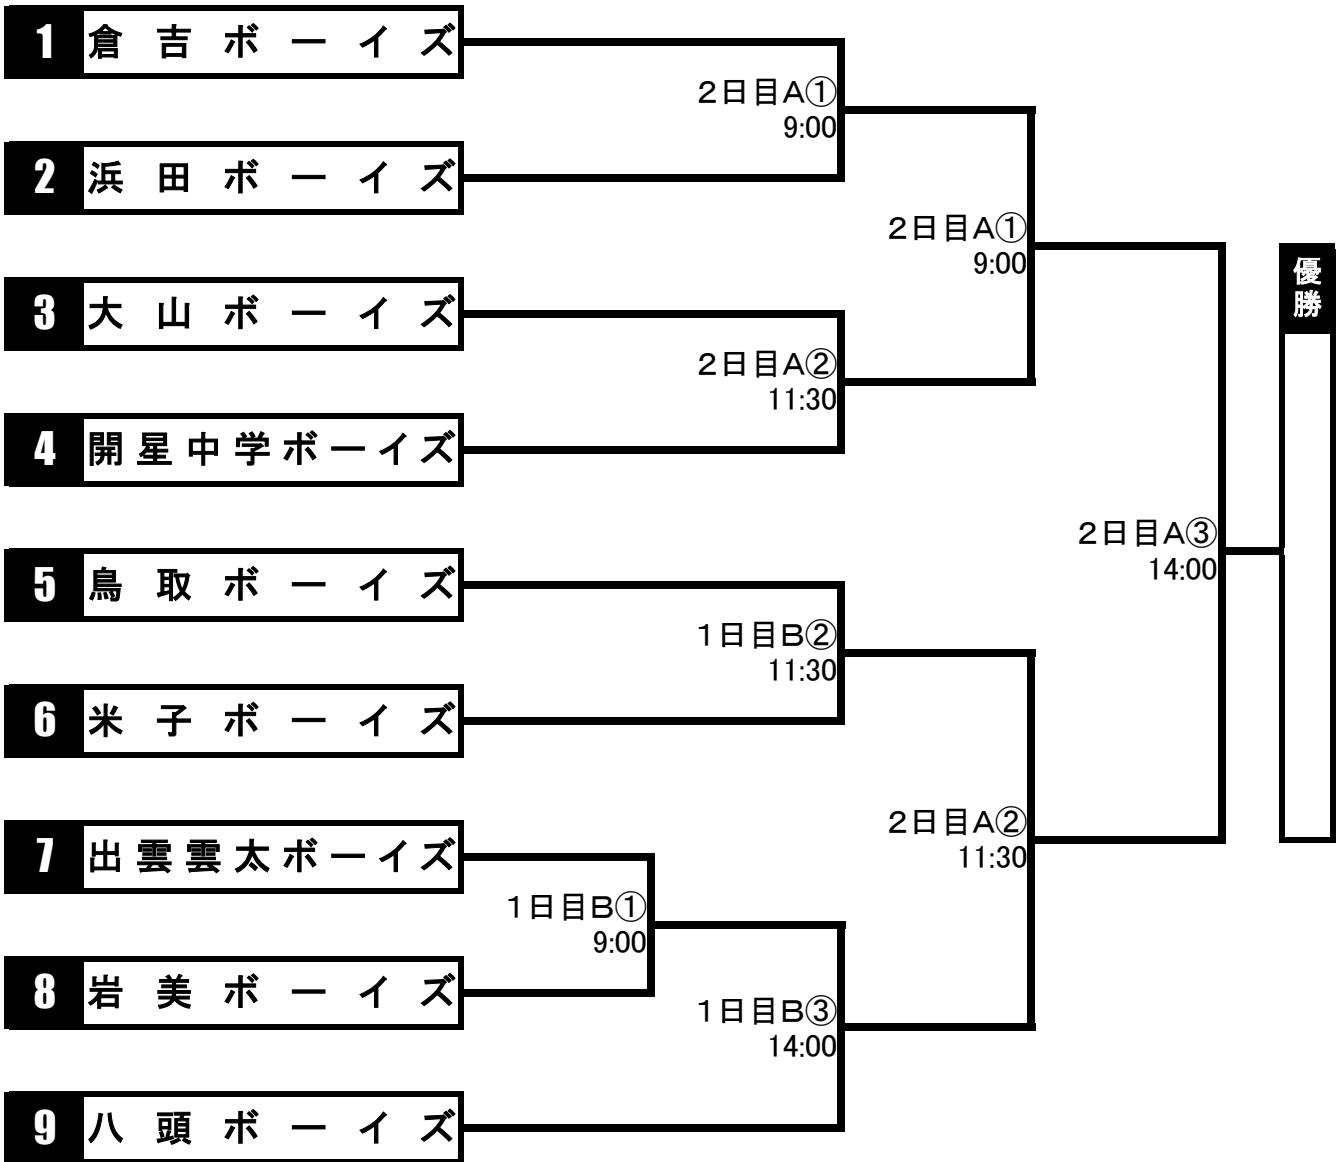 1 倉吉ボーイズ
2日目A①
9:00
2 浜田ボーイズ
2日目A①
9:00
3 大山ボーイズ
2日目A②
11:30
4 開星中学ボーイズ
優勝
2日目A③
14:00
5 鳥取ボーイズ
1日目B②
11:30
6 米子ボーイズ
2日目A②
11:30
7 出雲雲太ボーイズ
1日目B①
9:00
8 岩美ボーイズ
1日目B③
14:00
9 八頭ボーイズ